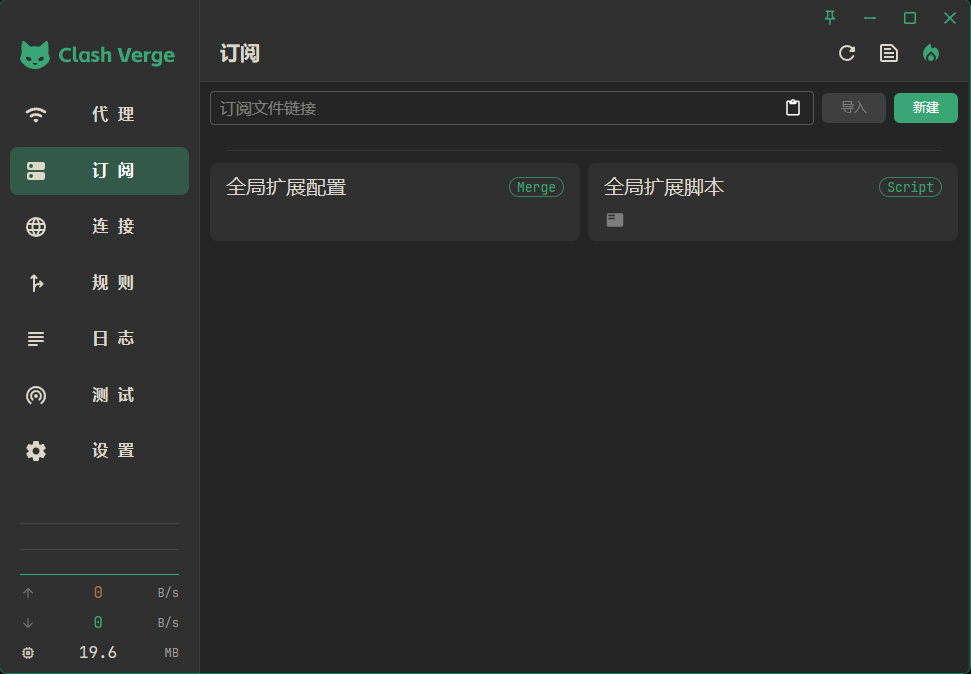 Clash Verge
代 理
订 阅
连 接
规 则
日 志
测 试
设 置
0 B/s
0 B/s
19.6 MB
订阅
订阅文件链接
导入
新建
全局扩展配置
Merge
全局扩展脚本
Script